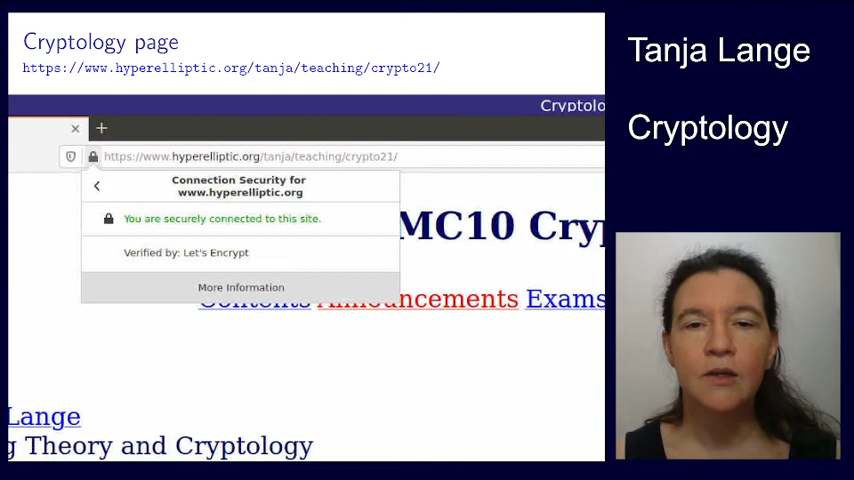 Cryptology page
https://www.hyperelliptic.org/tanja/teaching/crypto21/
Cryptolo
https://www.hyperelliptic.org/tanja/teaching/crypto21/
Connection Security for
www.hyperelliptic.org
You are securely connected to this site.
Verified by: Let's Encrypt
More Information
MC10 Cryp
Contents Announcements Exams
Lange
g Theory and Cryptology
Tanja Lange
Cryptology